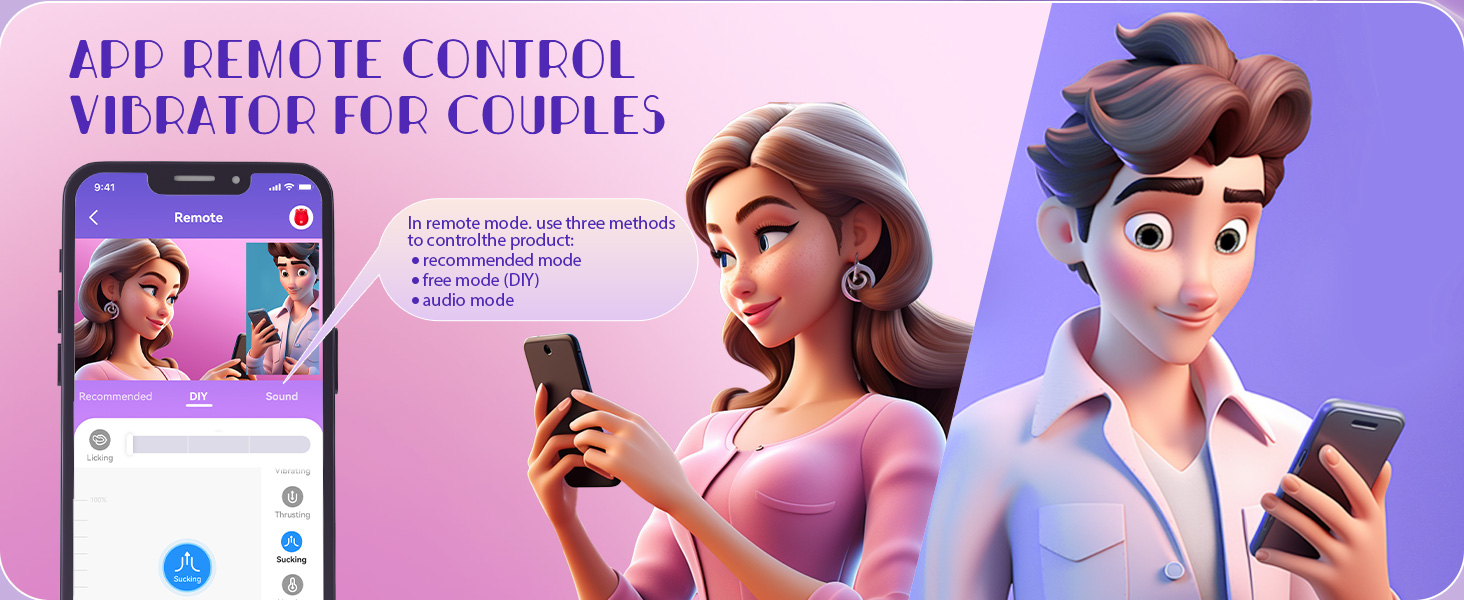 APP REMOTE CONTROL
VIBRATOR FOR COUPLES
9:41
Remote
In remote mode. use three methods
to controlthe product:
• recommended mode
• free mode (DIY)
• audio mode
Recommended DIY Sound
Licking
Vibrating
100%
Thrusting
Sucking
Sucking